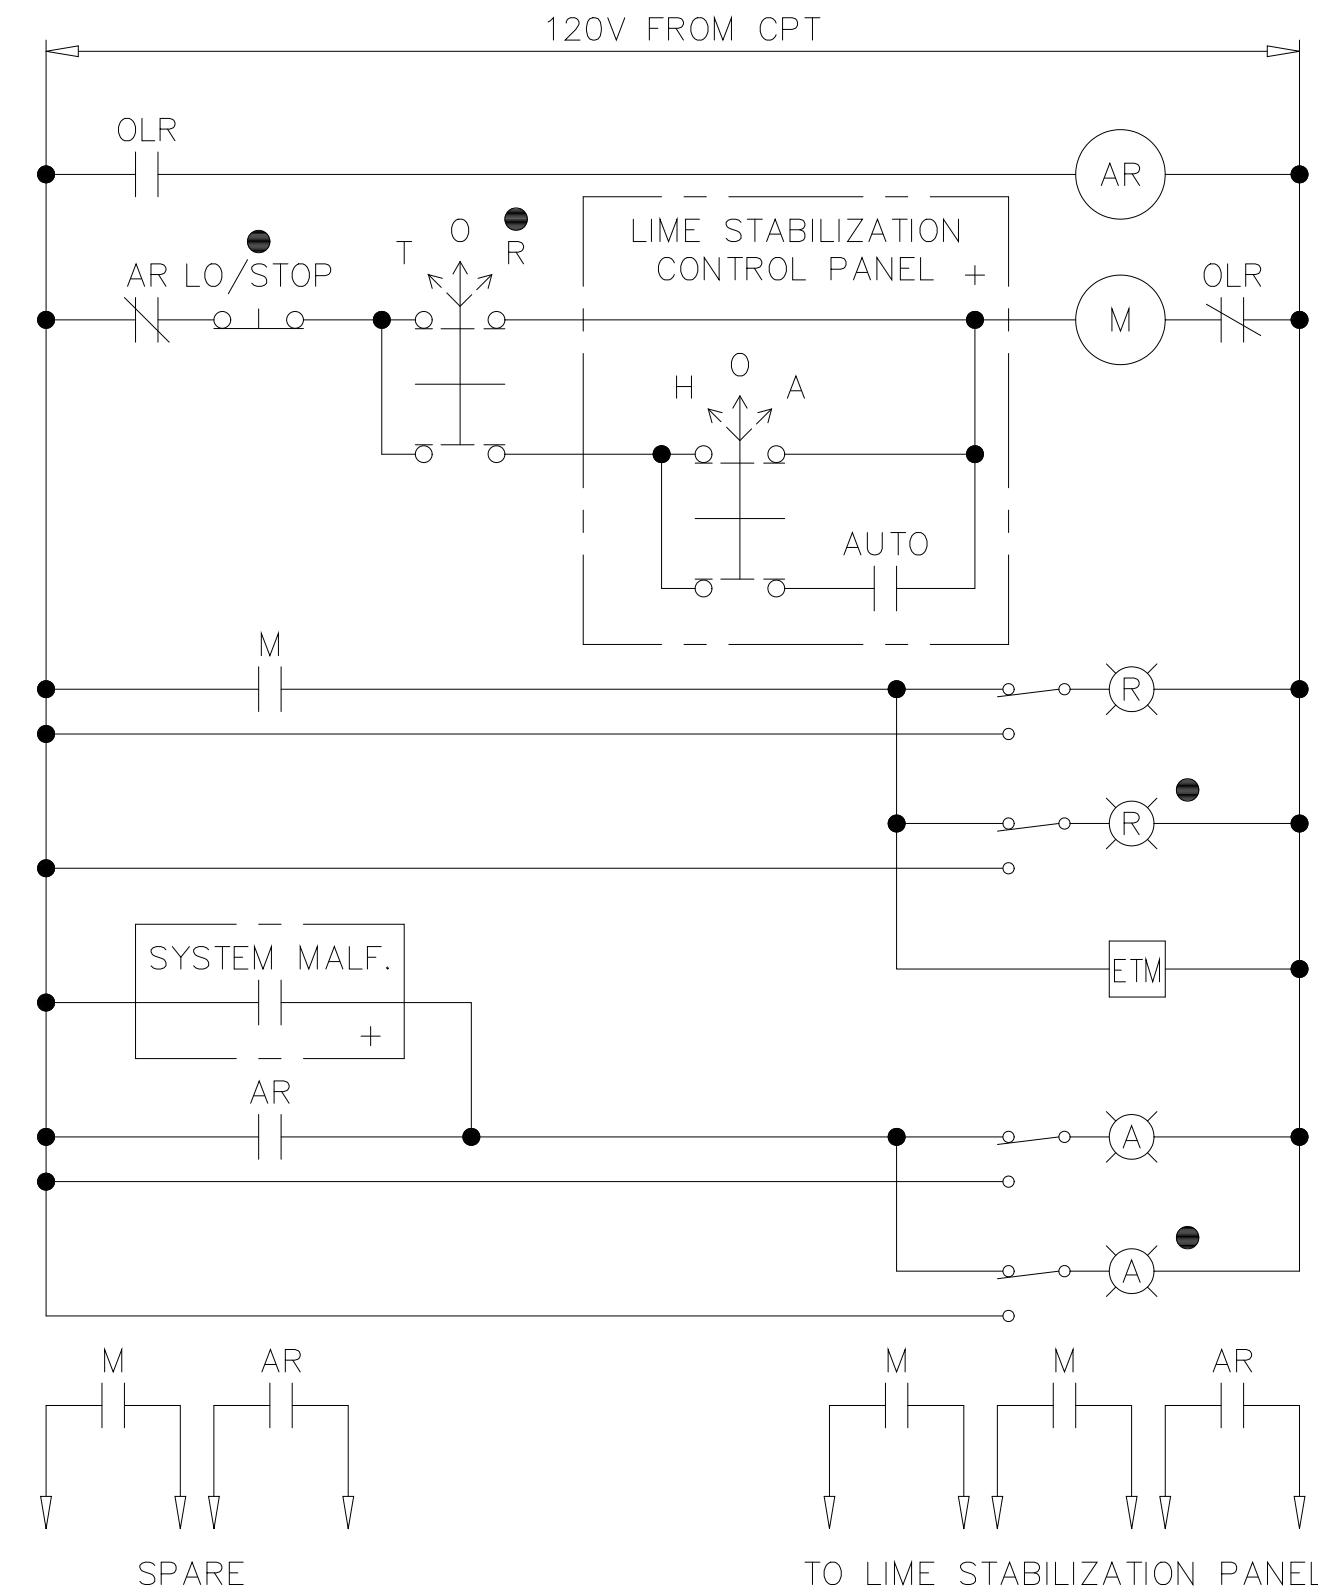 120V FROM CPT
OLR
AR
LIME STABILIZATION
CONTROL PANEL +
T O R
AR LO/STOP
M
OLR
H O A
AUTO
M
R
R
SYSTEM MALF.
+
ETM
AR
A
A
M AR M M AR
SPARE TO LIME STABILIZATION PANEL